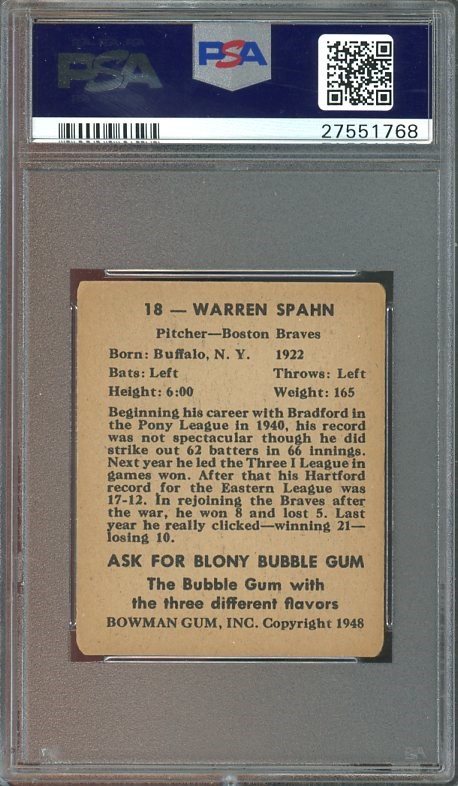 PSA
PSA
27551768
18 — WARREN SPAHN
Pitcher—Boston Braves
Born: Buffalo, N. Y. 1922
Bats: Left Throws: Left
Height: 6:00 Weight: 165
Beginning his career with Bradford in
the Pony League in 1940, his record
was not spectacular though he did
strike out 62 batters in 66 innings.
Next year he led the Three I League in
games won. After that his Hartford
record for the Eastern League was
17-12. In rejoining the Braves after
the war, he won 8 and lost 5. Last
year he really clicked—winning 21—
losing 10.
ASK FOR BLONY BUBBLE GUM
The Bubble Gum with
the three different flavors
BOWMAN GUM, INC. Copyright 1948